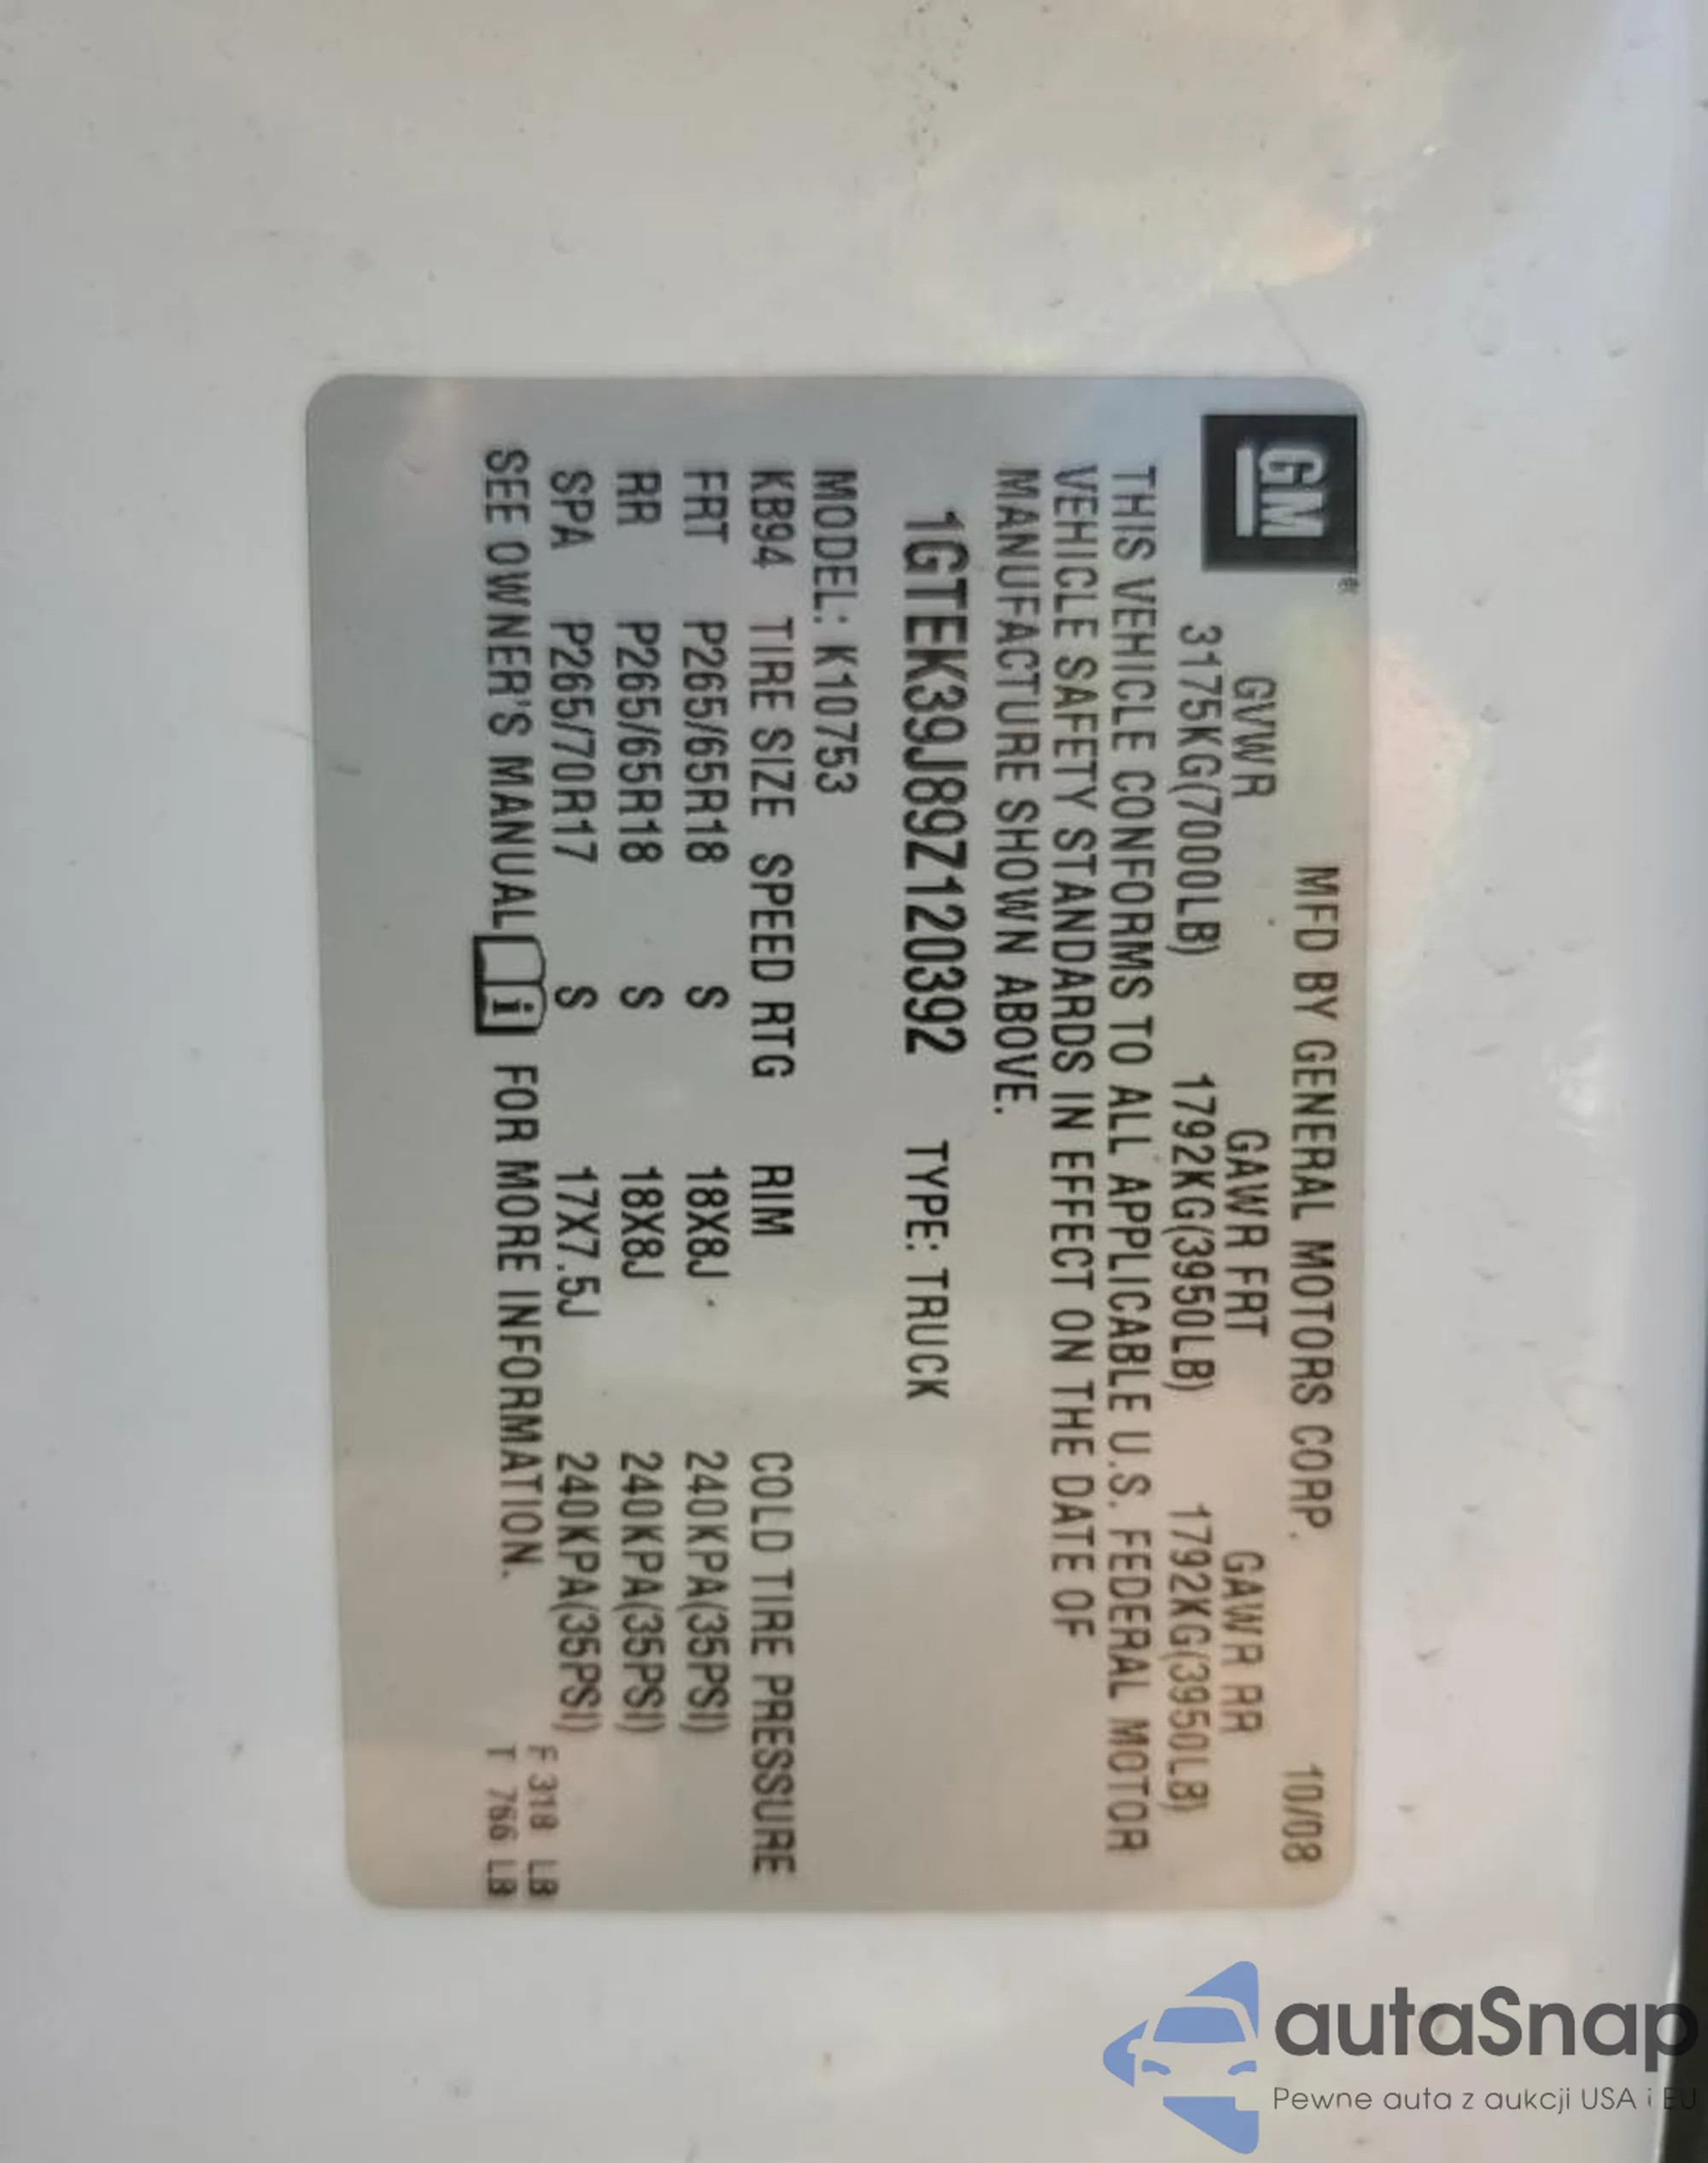 GM®
MFD BY GENERAL MOTORS CORP. 10/08
GVWR GAWR FRT GAWR RR
3175KG(7000LB) 1792KG(3950LB) 1792KG(3950LB)
THIS VEHICLE CONFORMS TO ALL APPLICABLE U.S. FEDERAL MOTOR
VEHICLE SAFETY STANDARDS IN EFFECT ON THE DATE OF
MANUFACTURE SHOWN ABOVE.
1GTEK39J89Z120392 TYPE: TRUCK
MODEL: K10753
KB94 TIRE SIZE SPEED RTG RIM COLD TIRE PRESSURE
FRT P265/65R18 S 18X8J 240KPA(35PSI)
RR P265/65R18 S 18X8J 240KPA(35PSI)
SPA P265/70R17 S 17X7.5J 240KPA(35PSI)
SEE OWNER'S MANUAL i FOR MORE INFORMATION.
F 318 LB
T 766 LB
autaSnap
Pewne auta z aukcji USA i EU